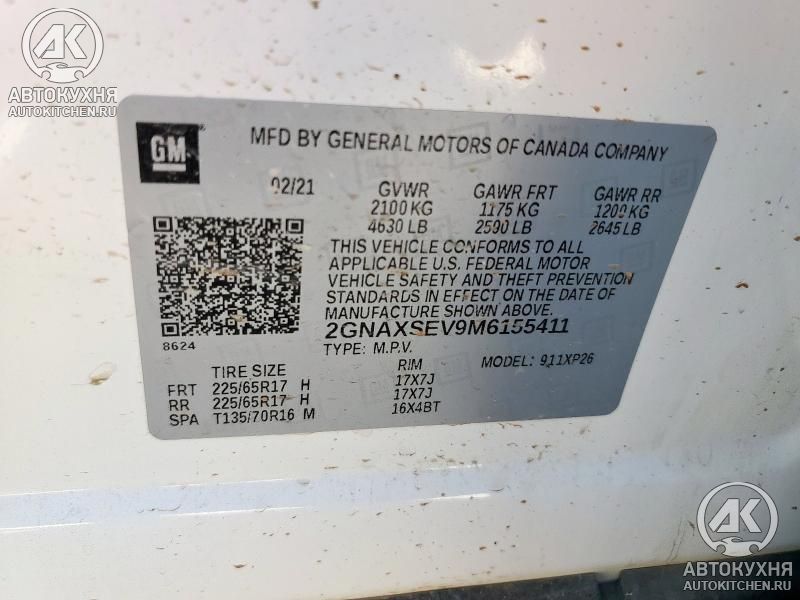 АК
АВТОКУХНЯ
AUTOKITCHEN.RU
GM
MFD BY GENERAL MOTORS OF CANADA COMPANY
02/21 GVWR GAWR FRT GAWR RR
2100 KG 1175 KG 1200 KG
4630 LB 2590 LB 2645 LB
THIS VEHICLE CONFORMS TO ALL
APPLICABLE U.S. FEDERAL MOTOR
VEHICLE SAFETY AND THEFT PREVENTION
STANDARDS IN EFFECT ON THE DATE OF
MANUFACTURE SHOWN ABOVE.
2GNAXSEV9M6155411
8624
TYPE: M.P.V. MODEL: 911XP26
TIRE SIZE RIM
FRT 225/65R17 H 17X7J
RR 225/65R17 H 17X7J
SPA T135/70R16 M 16X4BT
АК
АВТОКУХНЯ
AUTOKITCHEN.RU